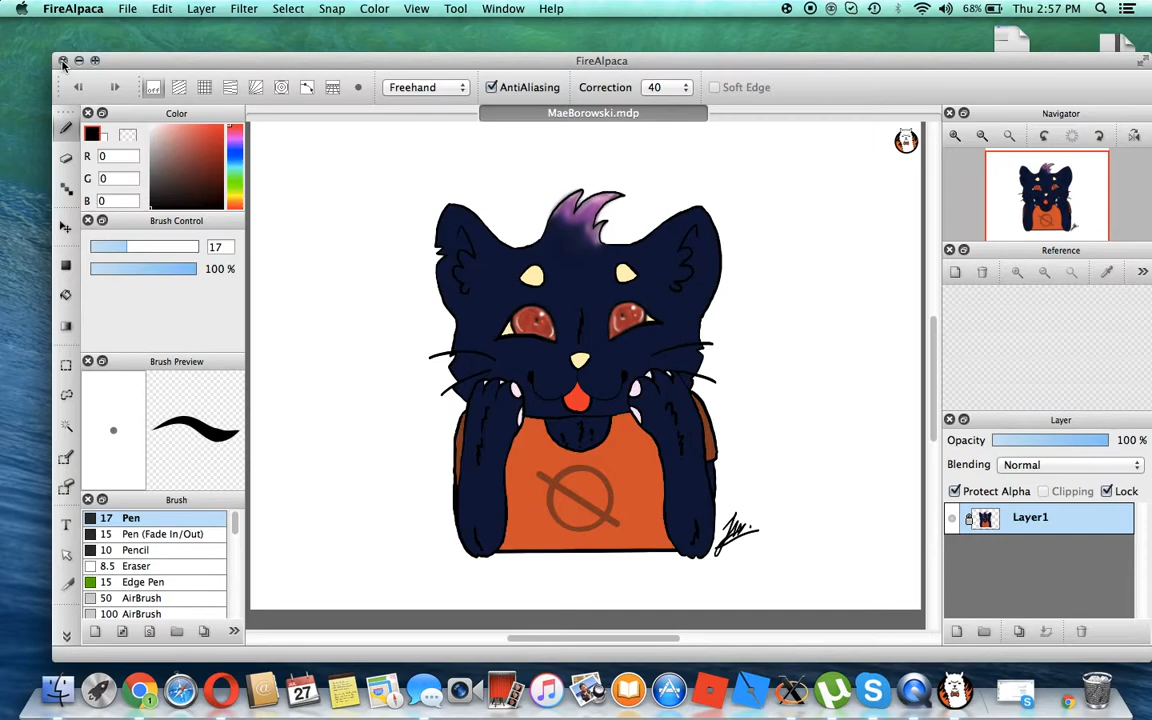 FireAlpaca File Edit Layer Filter Select Snap Color View Tool Window Help 68% Thu 2:57 PM
FireAlpaca
off Freehand AntiAliasing Correction 40 Soft Edge
Color MaeBorowski.mdp Navigator
R 0
G 0
B 0
Brush Control
17
100 %
Reference
Brush Preview
Layer
Opacity 100 %
Blending Normal
Protect Alpha Clipping Lock
Layer1
Brush
17 Pen
15 Pen (Fade In/Out)
10 Pencil
8.5 Eraser
15 Edge Pen
50 AirBrush
100 AirBrush
T
27
1